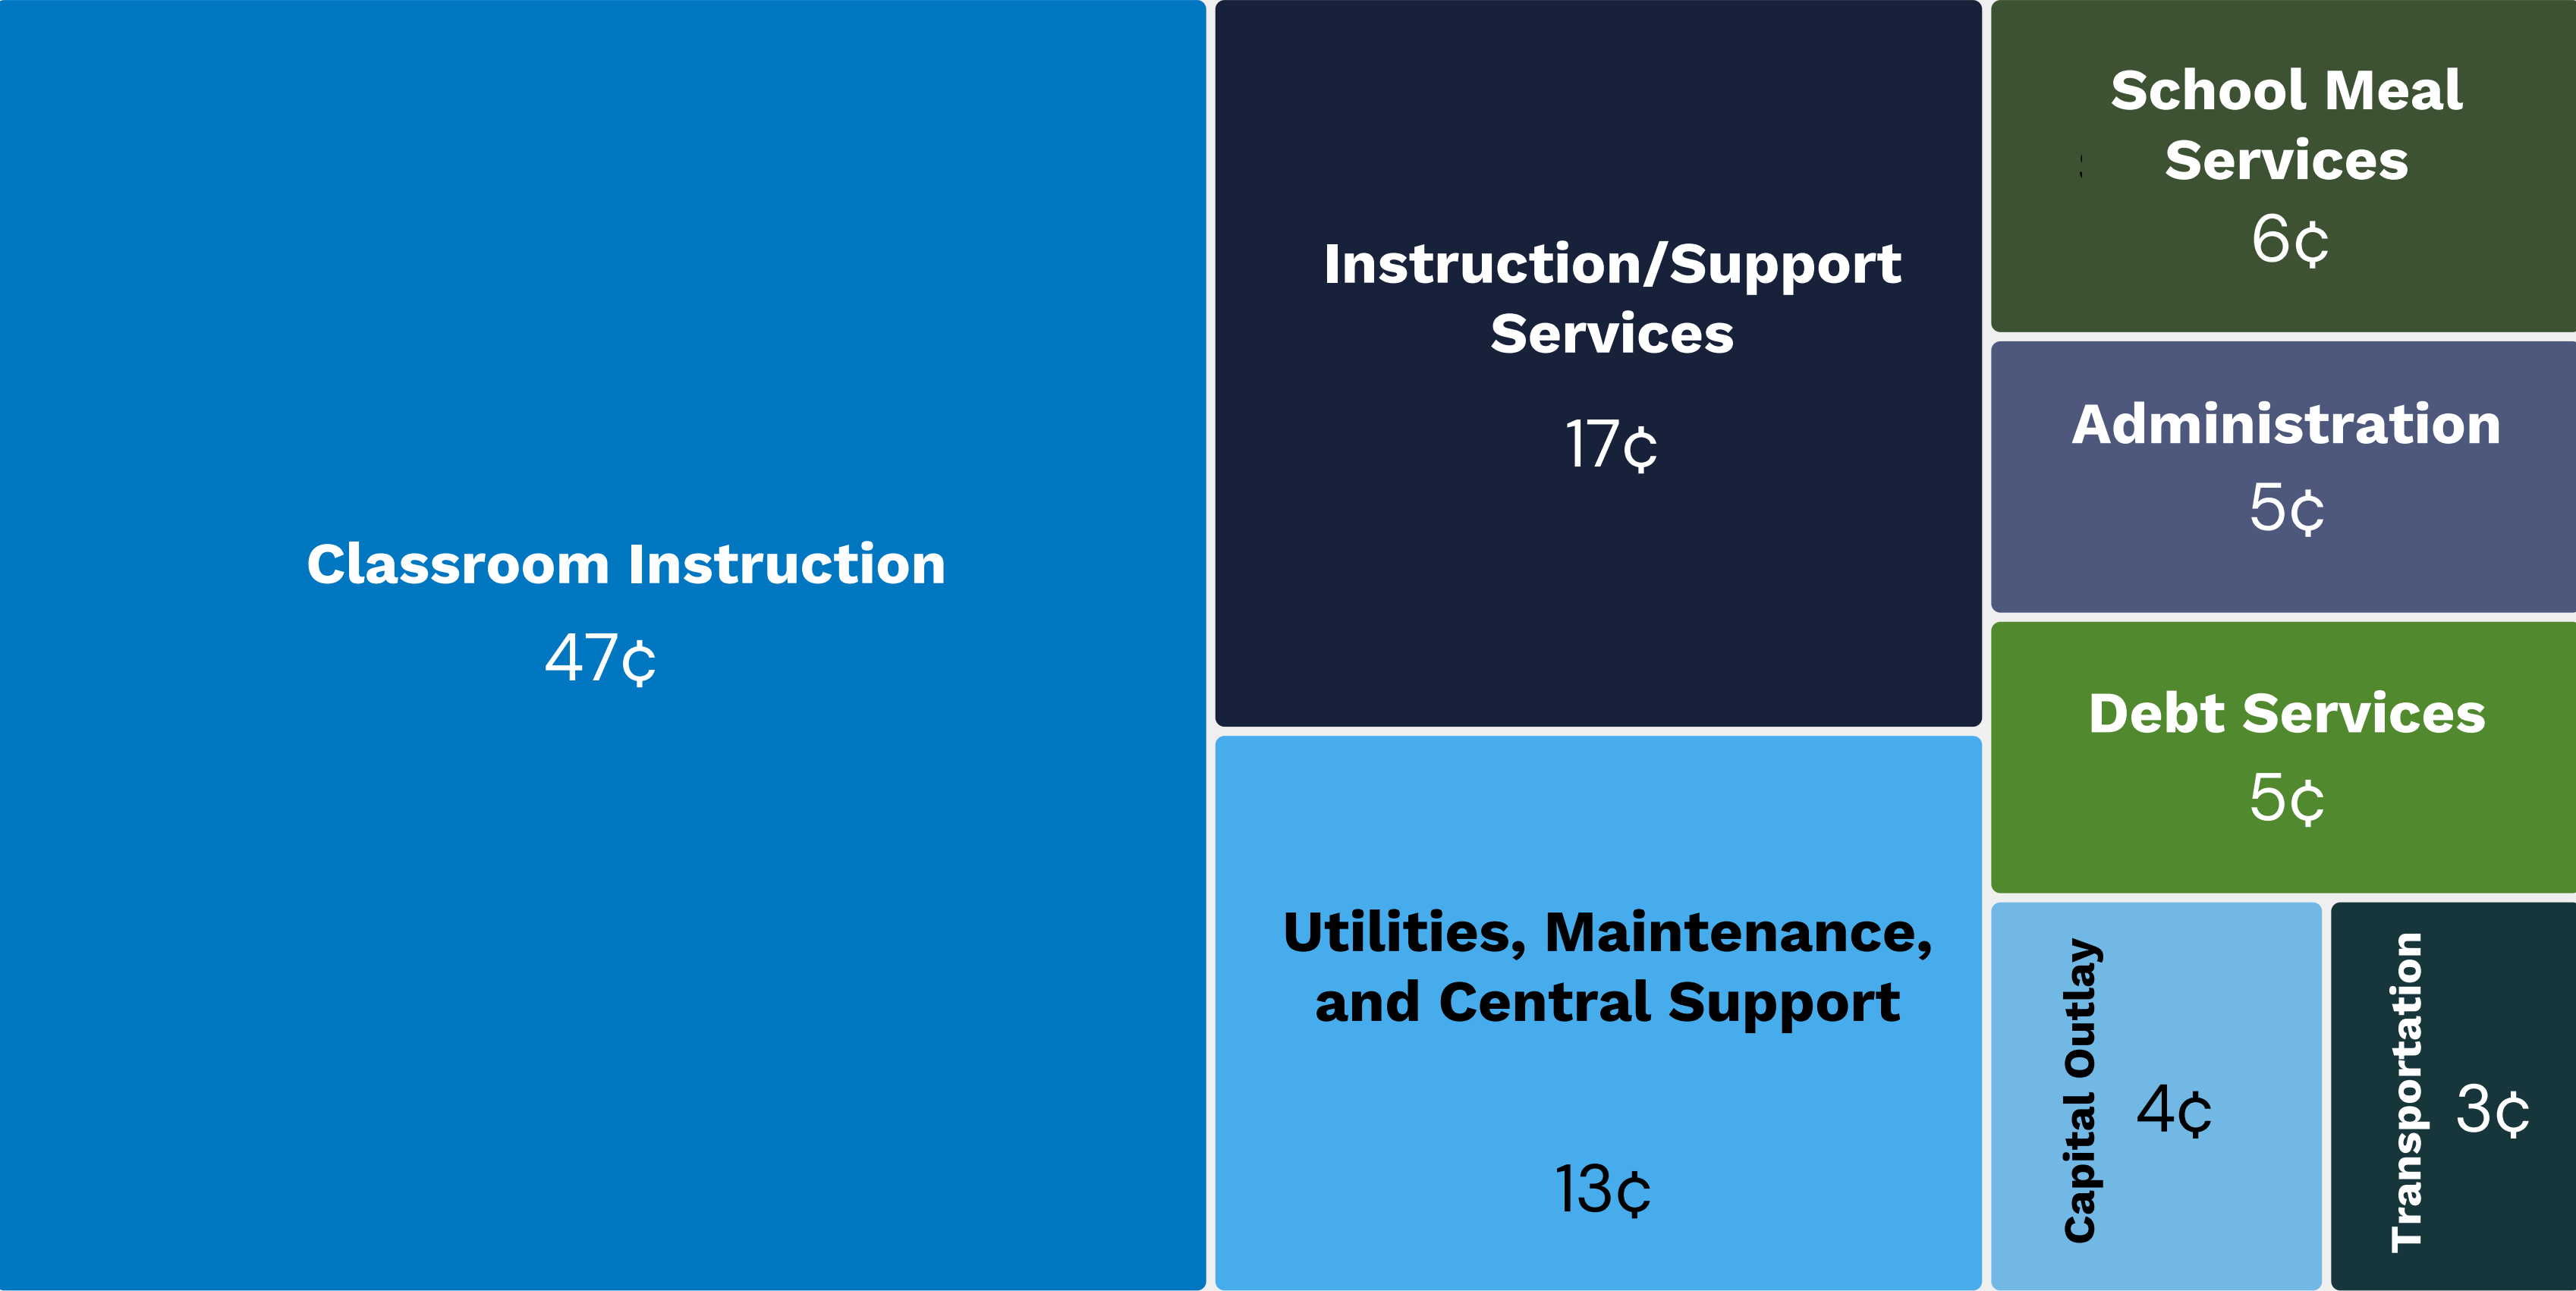 Classroom Instruction
47¢
Instruction/Support
Services
17¢
Utilities, Maintenance,
and Central Support
13¢
School Meal
Services
6¢
Administration
5¢
Debt Services
5¢
Capital Outlay
4¢
Transportation
3¢